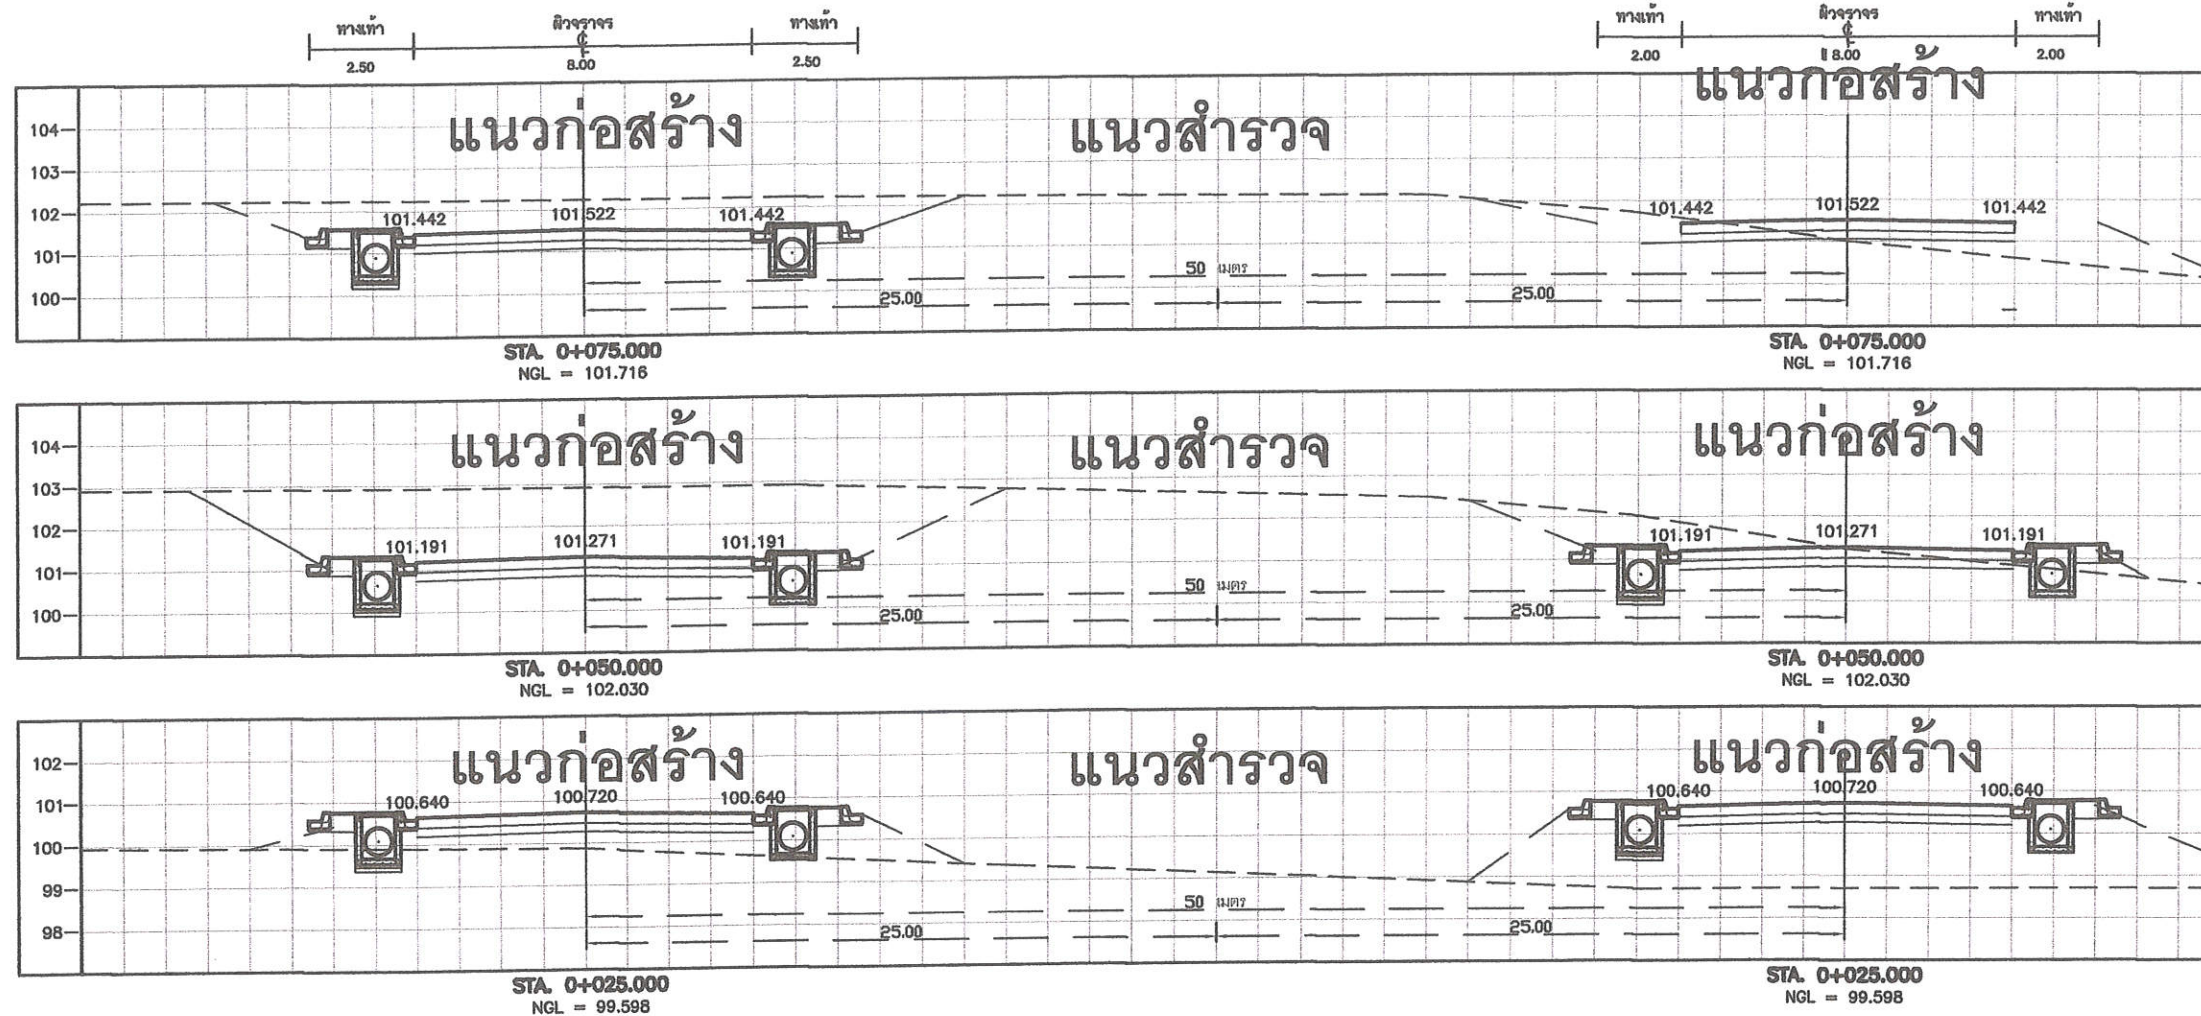 ทางเท้า ผิวจราจร ทางเท้า ทางเท้า ผิวจราจร ทางเท้า
℄ ℄
2.50 8.00 2.50 2.00 8.00 2.00
แนวก่อสร้าง แนวสำรวจ แนวก่อสร้าง
104
103
102
101
100
101.442 101.522 101.442 101.442 101.522 101.442
50 เมตร
25.00 25.00
STA. 0+075.000 STA. 0+075.000
NGL = 101.716 NGL = 101.716
แนวก่อสร้าง แนวสำรวจ แนวก่อสร้าง
104
103
102
101
100
101.191 101.271 101.191 101.191 101.271 101.191
50 เมตร
25.00 25.00
STA. 0+050.000 STA. 0+050.000
NGL = 102.030 NGL = 102.030
แนวก่อสร้าง แนวสำรวจ แนวก่อสร้าง
102
101
100
99
98
100.640 100.720 100.640 100.640 100.720 100.640
50 เมตร
25.00 25.00
STA. 0+025.000 STA. 0+025.000
NGL = 99.598 NGL = 99.598